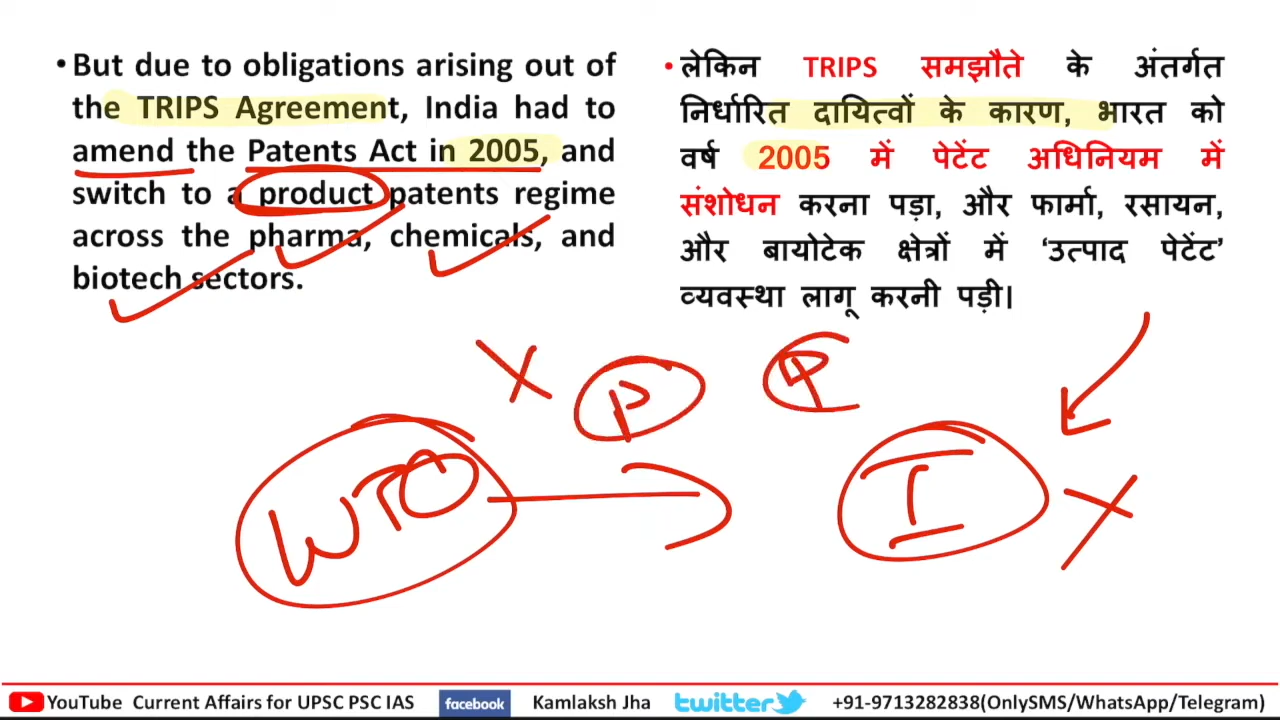 •But due to obligations arising out of
the TRIPS Agreement, India had to
amend the Patents Act in 2005, and
switch to a product patents regime
across the pharma, chemicals, and
biotech sectors.
•लेकिन TRIPS समझौते के अंतर्गत
निर्धारित दायित्वों के कारण, भारत को
वर्ष 2005 में पेटेंट अधिनियम में
संशोधन करना पड़ा, और फार्मा, रसायन,
और बायोटेक क्षेत्रों में ‘उत्पाद पेटेंट’
व्यवस्था लागू करनी पड़ी।
X P P
WTO I X
YouTube Current Affairs for UPSC PSC IAS facebook Kamlaksh Jha twitter +91-9713282838(OnlySMS/WhatsApp/Telegram)